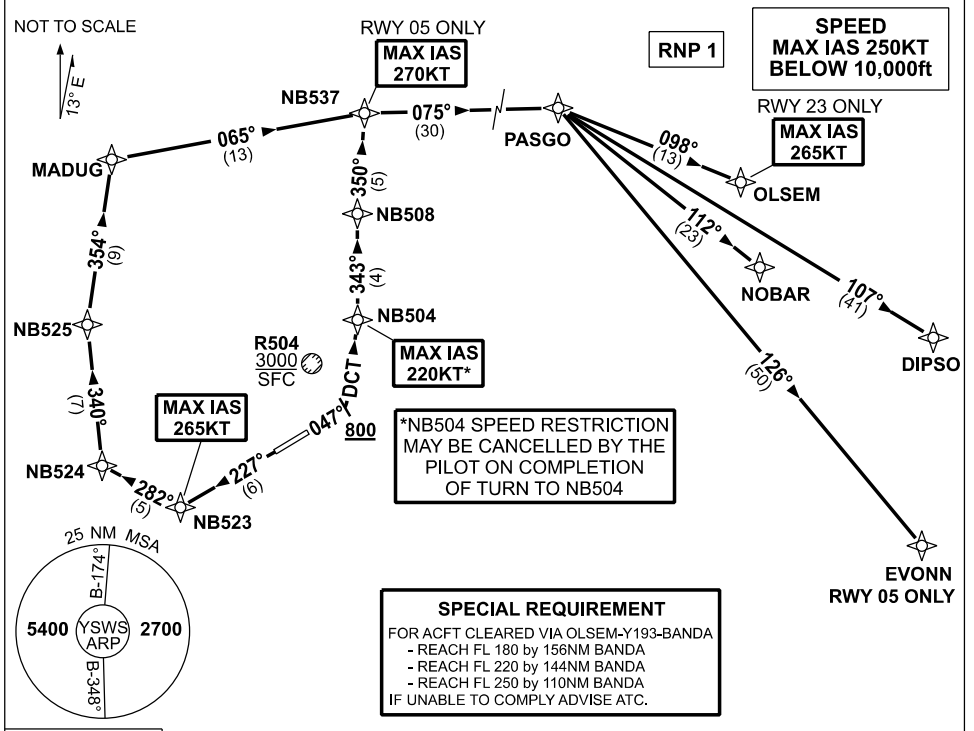 NOT TO SCALE
13° E
RWY 05 ONLY
MAX IAS
270KT
RNP 1
SPEED
MAX IAS 250KT
BELOW 10,000ft
NB537
075°
(30)
PASGO
RWY 23 ONLY
MAX IAS
265KT
098°
(13)
OLSEM
065°
(13)
MADUG
350°
(5)
NB508
112°
(23)
NOBAR
354°
(9)
343°
(4)
107°
(41)
DIPSO
NB525
NB504
R504
3000
SFC
MAX IAS
220KT*
DCT
126°
(50)
340°
(7)
MAX IAS
265KT
047°
800
*NB504 SPEED RESTRICTION
MAY BE CANCELLED BY THE
PILOT ON COMPLETION
OF TURN TO NB504
NB524
227°
(6)
282°
(5)
NB523
EVONN
RWY 05 ONLY
25 NM MSA
B-174°
5400
YSWS
ARP
2700
B-348°
SPECIAL REQUIREMENT
FOR ACFT CLEARED VIA OLSEM-Y193-BANDA
- REACH FL 180 by 156NM BANDA
- REACH FL 220 by 144NM BANDA
- REACH FL 250 by 110NM BANDA
IF UNABLE TO COMPLY ADVISE ATC.